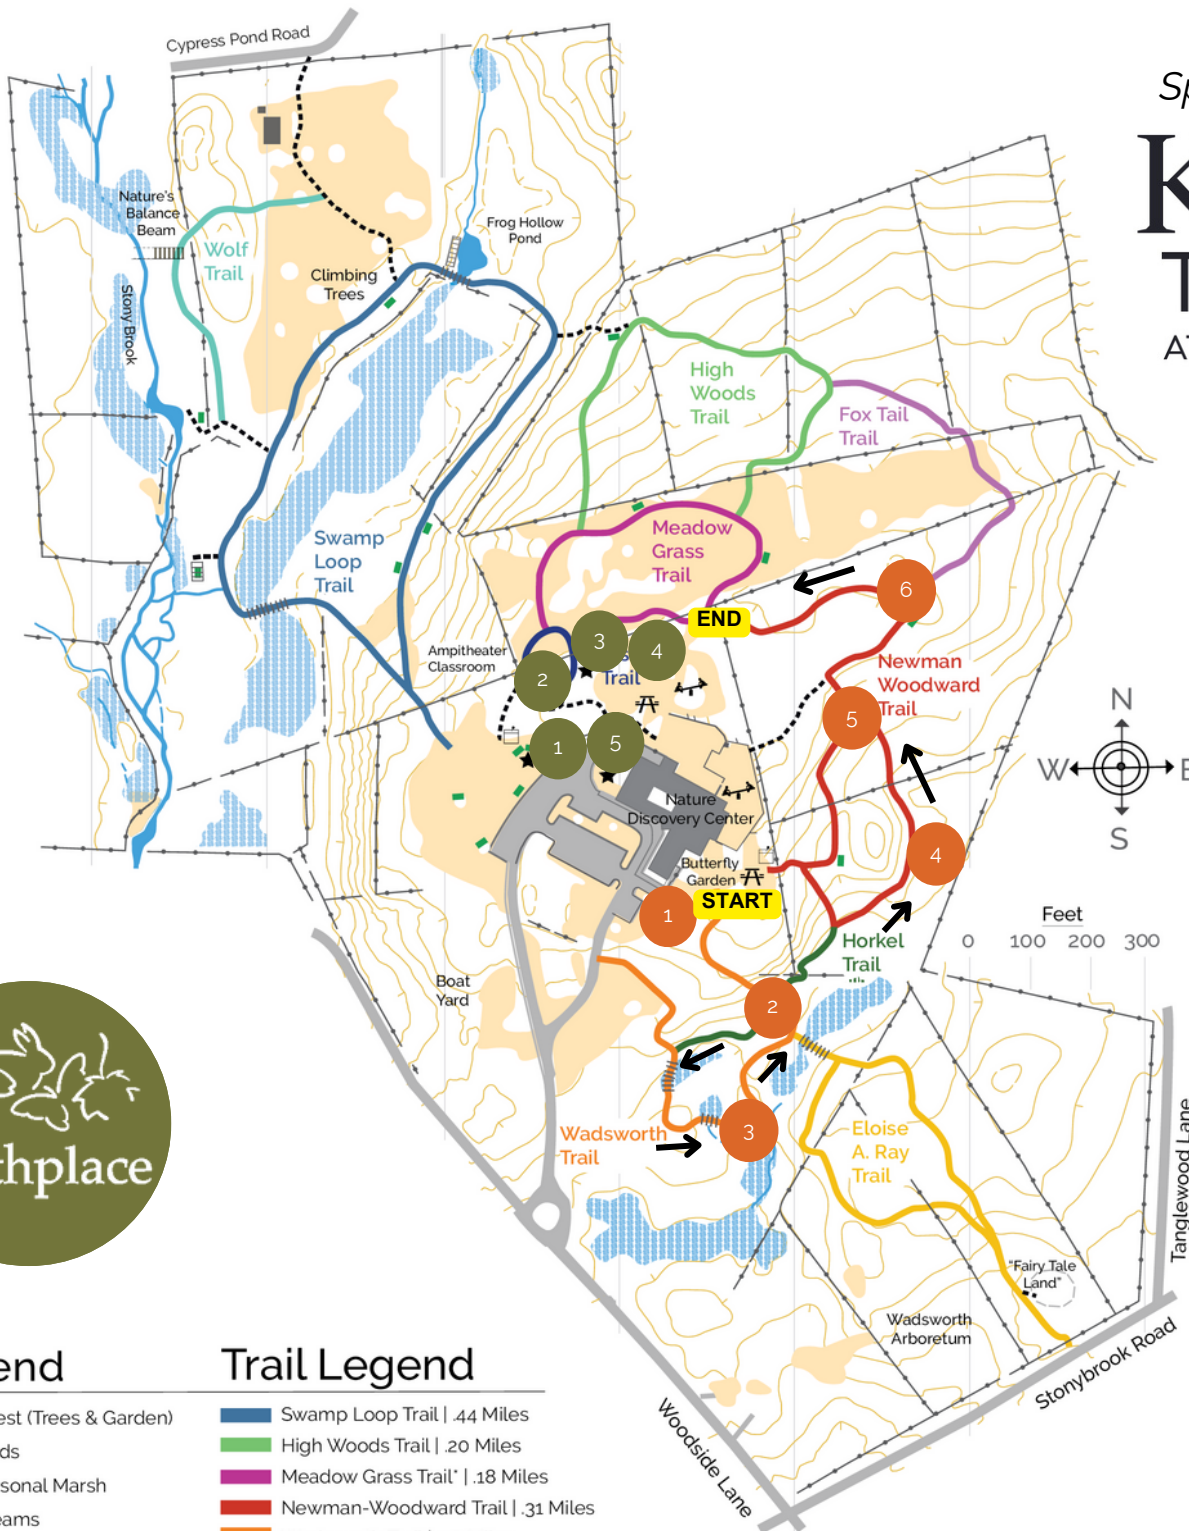 Cypress Pond Road
Sp
K
T
AT
Nature's
Balance
Beam
Wolf
Trail
Frog Hollow
Pond
Climbing
Trees
Stony Brook
High
Woods
Trail
Fox Tail
Trail
Swamp
Loop
Trail
Meadow
Grass
Trail
6
END
3
4
Ampitheater
Classroom
2
Trail
Newman
Woodward
Trail
5
1
5
N
W
E
S
Nature
Discovery Center
4
Butterfly
Garden
START
1
Feet
0 100 200 300
Horkel
Trail
Boat
Yard
2
3
Wadsworth
Trail
Eloise
A. Ray
Trail
Tanglewood Lane
thplace
"Fairy Tale
Land"
Wadsworth
Arboretum
Stonybrook Road
Woodside Lane
end
est (Trees & Garden)
ds
sonal Marsh
eams
Trail Legend
Swamp Loop Trail | .44 Miles
High Woods Trail | .20 Miles
Meadow Grass Trail* | .18 Miles
Newman-Woodward Trail | .31 Miles